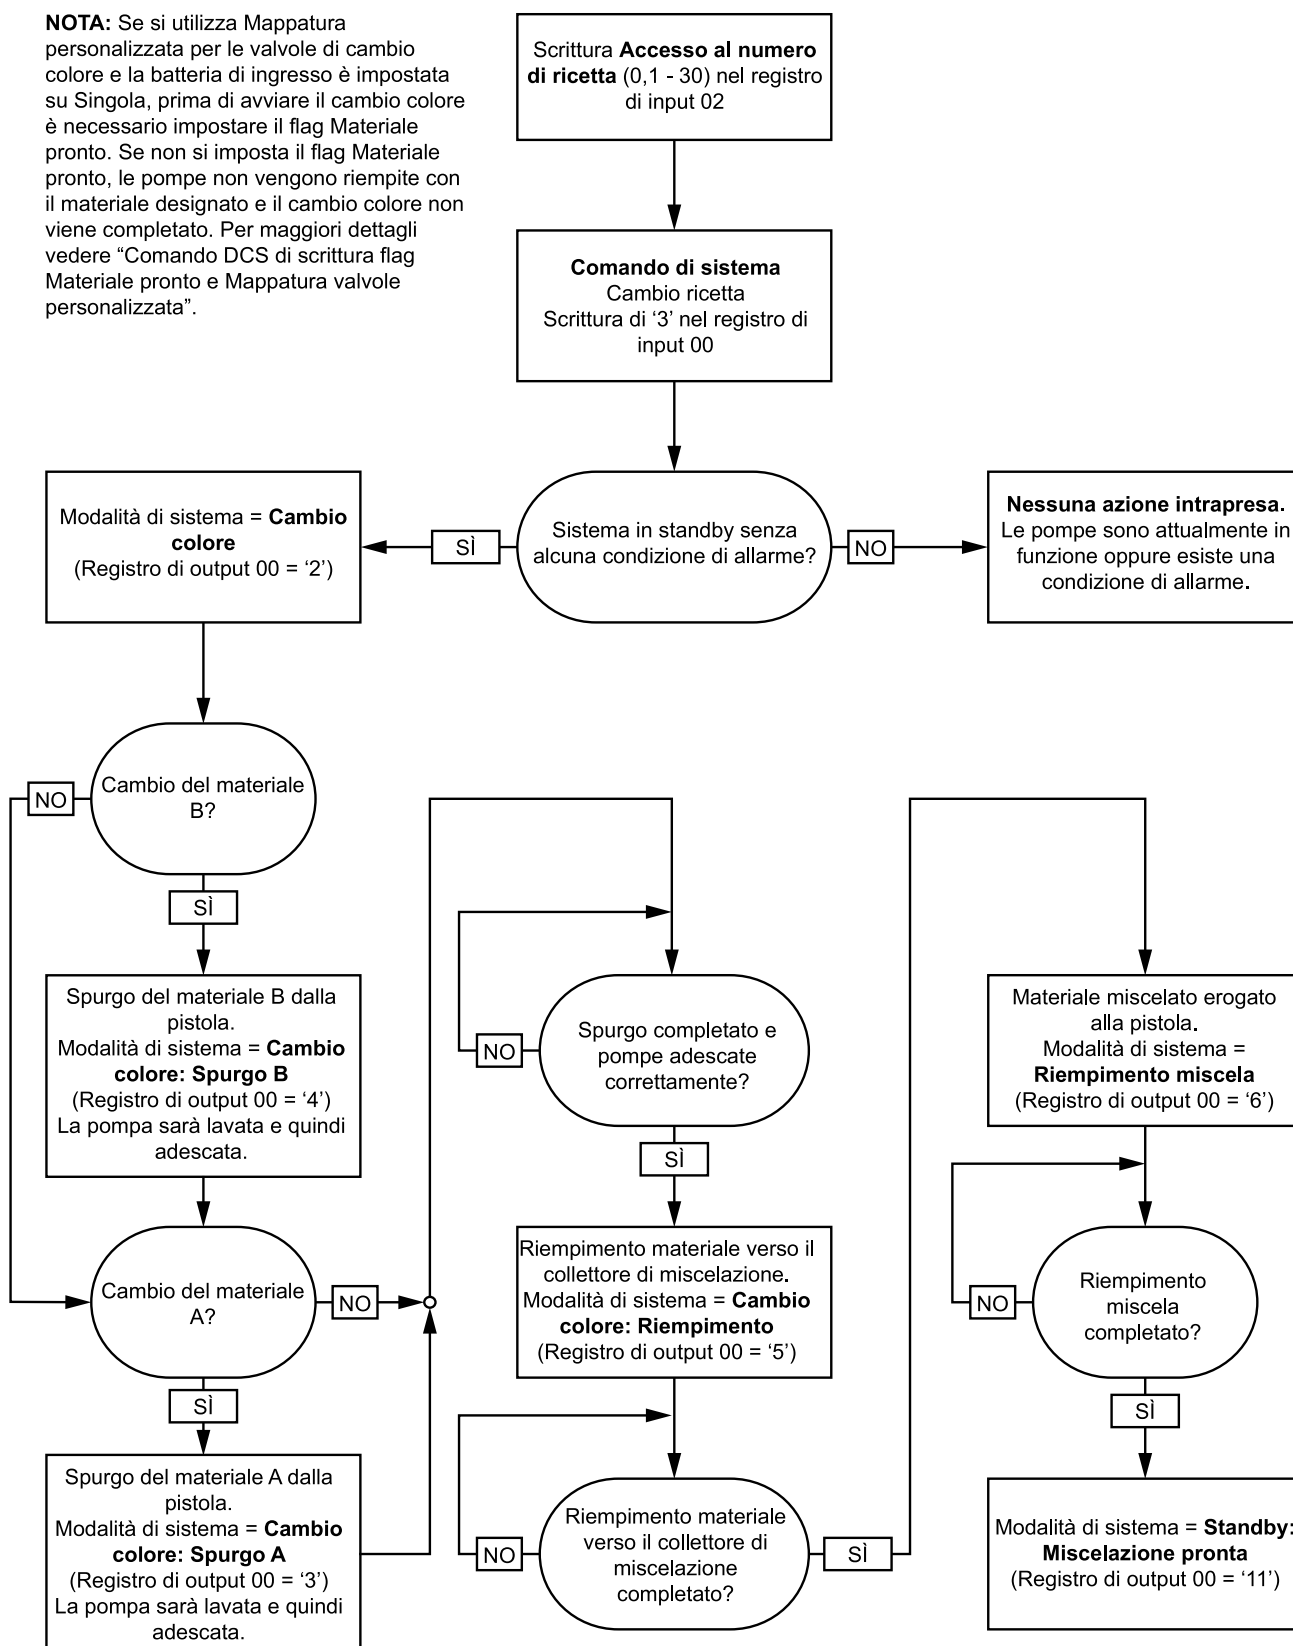 NOTA: Se si utilizza Mappatura
personalizzata per le valvole di cambio
colore e la batteria di ingresso è impostata
su Singola, prima di avviare il cambio colore
è necessario impostare il flag Materiale
pronto. Se non si imposta il flag Materiale
pronto, le pompe non vengono riempite con
il materiale designato e il cambio colore non
viene completato. Per maggiori dettagli
vedere “Comando DCS di scrittura flag
Materiale pronto e Mappatura valvole
personalizzata”.
Scrittura Accesso al numero
di ricetta (0,1 - 30) nel registro
di input 02
Comando di sistema
Cambio ricetta
Scrittura di ‘3’ nel registro di
input 00
Sistema in standby senza
alcuna condizione di allarme?
SÌ
NO
Nessuna azione intrapresa.
Le pompe sono attualmente in
funzione oppure esiste una
condizione di allarme.
Modalità di sistema = Cambio
colore
(Registro di output 00 = ‘2’)
Cambio del materiale
B?
NO
SÌ
Spurgo del materiale B dalla
pistola.
Modalità di sistema = Cambio
colore: Spurgo B
(Registro di output 00 = ‘4’)
La pompa sarà lavata e quindi
adescata.
Cambio del materiale
A?
NO
SÌ
Spurgo del materiale A dalla
pistola.
Modalità di sistema = Cambio
colore: Spurgo A
(Registro di output 00 = ‘3’)
La pompa sarà lavata e quindi
adescata.
Spurgo completato e
pompe adescate
correttamente?
NO
SÌ
Riempimento materiale verso il
collettore di miscelazione.
Modalità di sistema = Cambio
colore: Riempimento
(Registro di output 00 = ‘5’)
Riempimento materiale
verso il collettore di
miscelazione
completato?
NO
SÌ
Materiale miscelato erogato
alla pistola.
Modalità di sistema =
Riempimento miscela
(Registro di output 00 = ‘6’)
Riempimento
miscela
completato?
NO
SÌ
Modalità di sistema = Standby:
Miscelazione pronta
(Registro di output 00 = ‘11’)